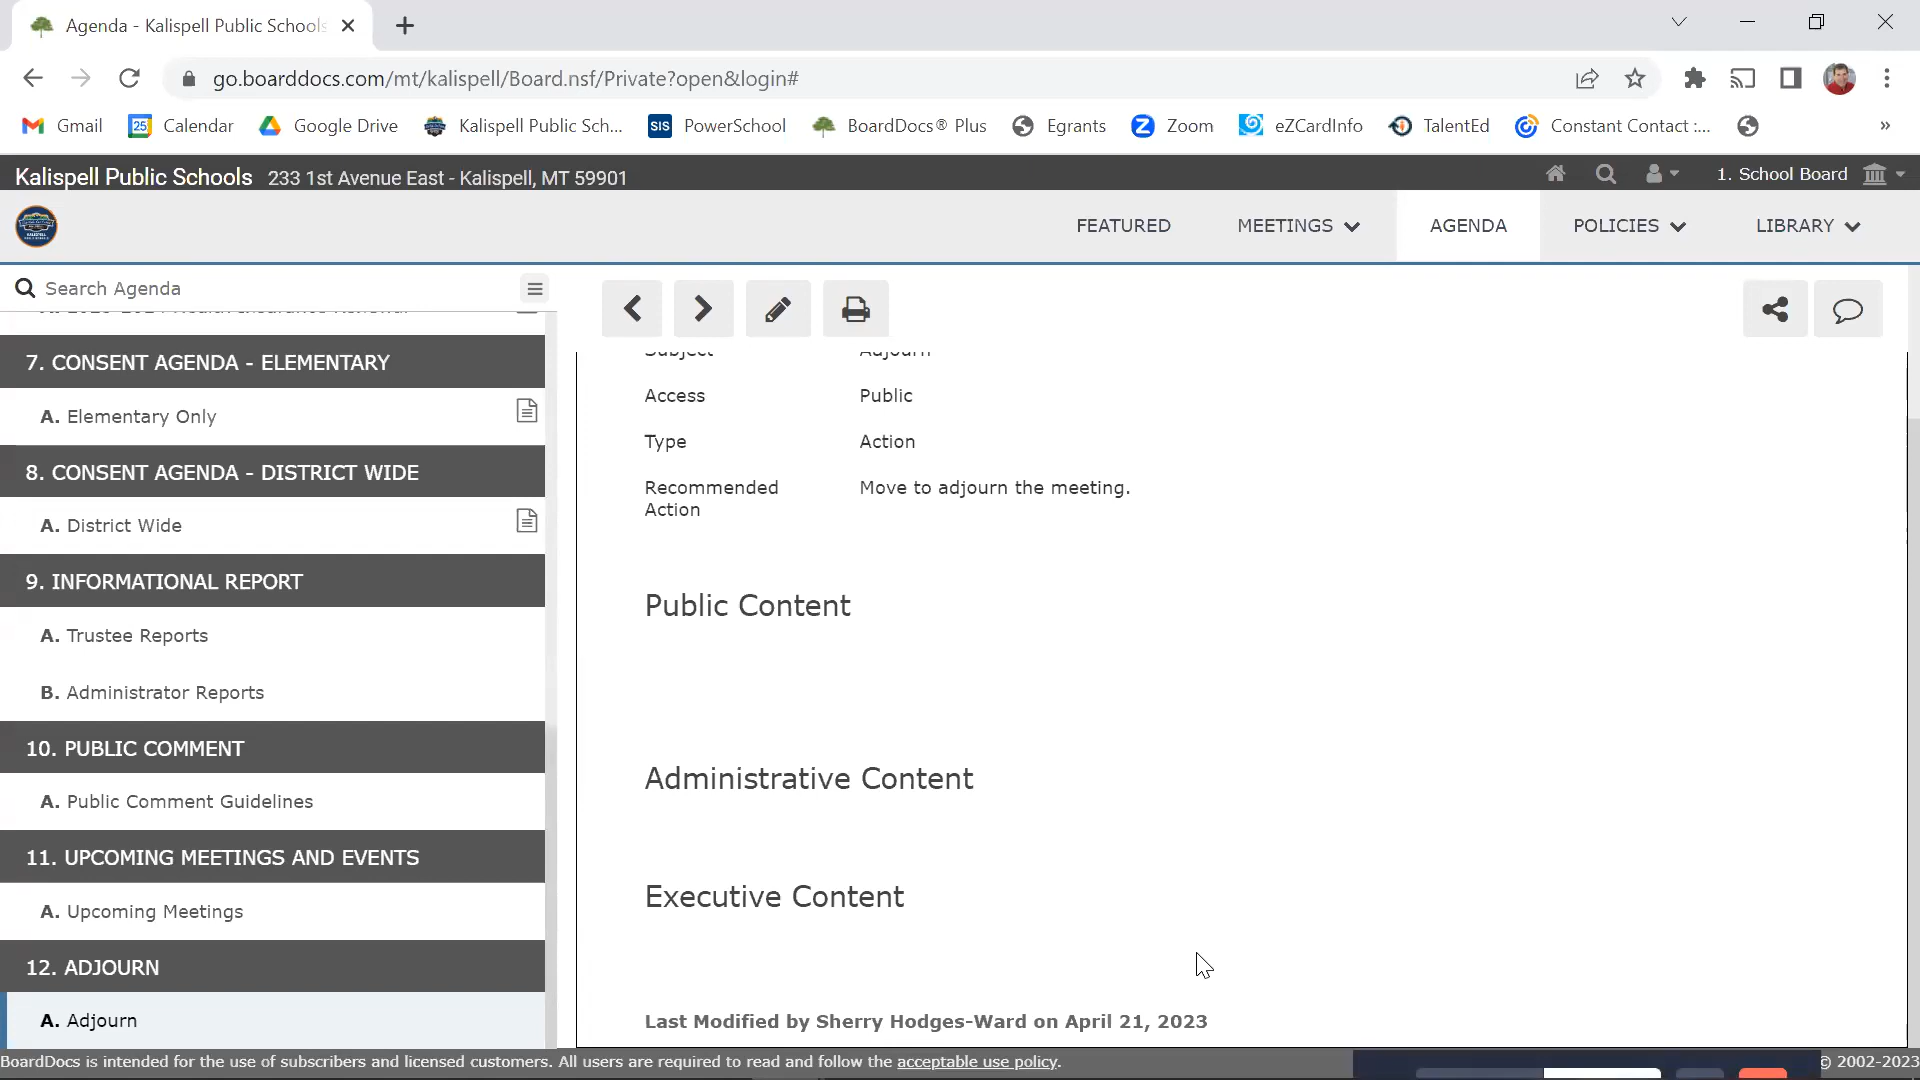 Agenda - Kalispell Public Schools
go.boarddocs.com/mt/kalispell/Board.nsf/Private?open&login#
Gmail
25 Calendar
Google Drive
Kalispell Public Sch...
SIS PowerSchool
BoardDocs® Plus
Egrants
Zoom
eZCardInfo
TalentEd
Constant Contact :...
»
Kalispell Public Schools 233 1st Avenue East - Kalispell, MT 59901
1. School Board
FEATURED
MEETINGS
AGENDA
POLICIES
LIBRARY
Search Agenda
7. CONSENT AGENDA - ELEMENTARY
A. Elementary Only
8. CONSENT AGENDA - DISTRICT WIDE
A. District Wide
9. INFORMATIONAL REPORT
A. Trustee Reports
B. Administrator Reports
10. PUBLIC COMMENT
A. Public Comment Guidelines
11. UPCOMING MEETINGS AND EVENTS
A. Upcoming Meetings
12. ADJOURN
A. Adjourn
Subject Adjourn
Access Public
Type Action
Recommended Move to adjourn the meeting.
Action
Public Content
Administrative Content
Executive Content
Last Modified by Sherry Hodges-Ward on April 21, 2023
BoardDocs is intended for the use of subscribers and licensed customers. All users are required to read and follow the acceptable use policy.
© 2002-2023